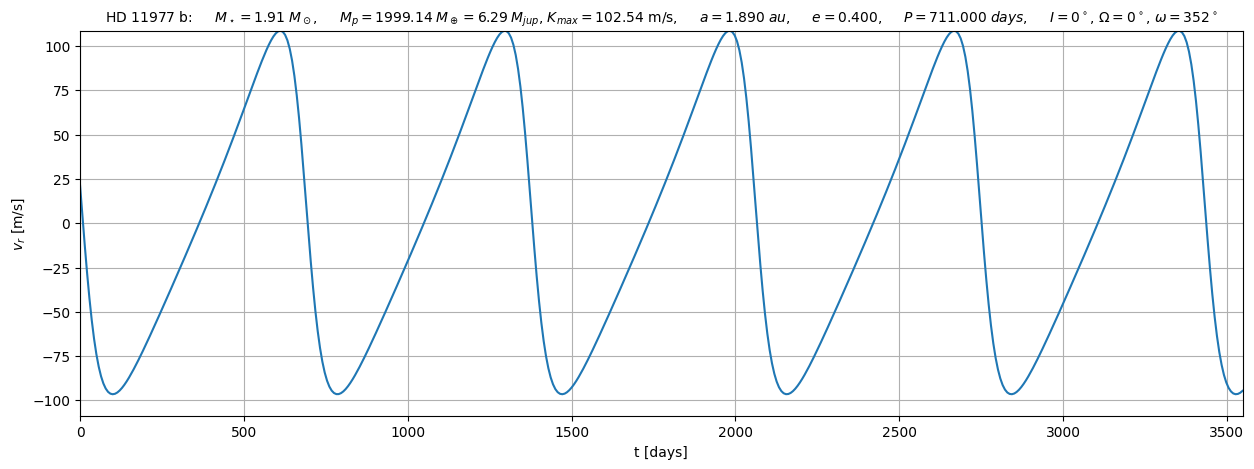 HD 11977 b: M⋆ = 1.91 M⊙, Mp = 1999.14 M⊕ = 6.29 Mjup, Kmax = 102.54 m/s, a = 1.890 au, e = 0.400, P = 711.000 days, I = 0°, Ω = 0°, ω = 352°
100
75
50
25
0
−25
−50
−75
−100
vr [m/s]
0 500 1000 1500 2000 2500 3000 3500
t [days]